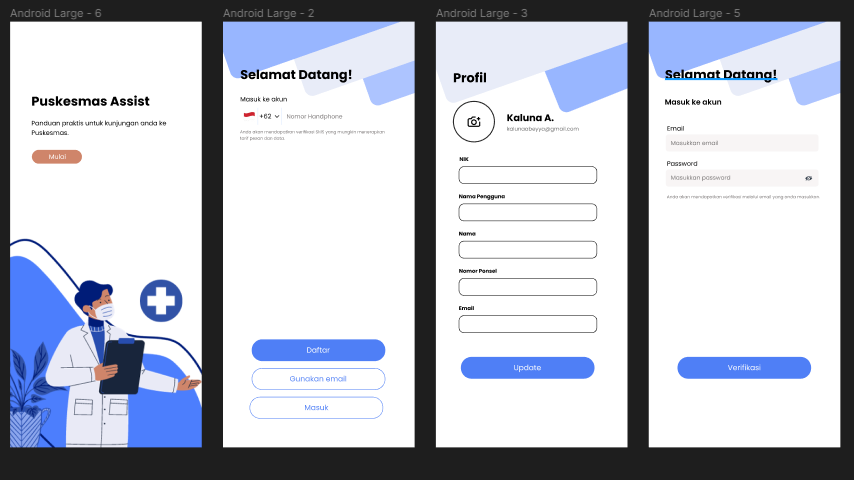 Android Large - 6
Puskesmas Assist
Panduan praktis untuk kunjungan anda ke
Puskesmas.
Mulai
Android Large - 2
Selamat Datang!
Masuk ke akun
+62
Nomor Handphone
Anda akan mendapatkan verifikasi SMS yang mungkin menerapkan
tarif pesan dan data.
Daftar
Gunakan email
Masuk
Android Large - 3
Profil
Kaluna A.
kalunaabeyya@gmail.com
NIK
Nama Pengguna
Nama
Nomor Ponsel
Email
Update
Android Large - 5
Selamat Datang!
Masuk ke akun
Email
Masukkan email
Password
Masukkan password
Anda akan mendapatkan verifikasi melalui email yang anda masukkan
Verifikasi